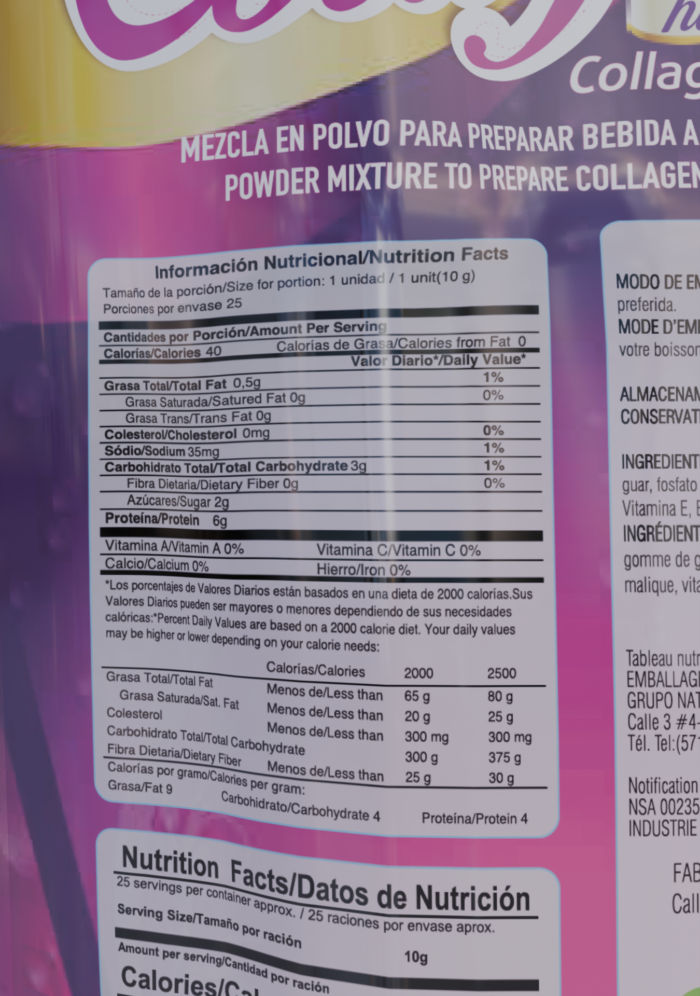 Collag
MEZCLA EN POLVO PARA PREPARAR BEBIDA A
POWDER MIXTURE TO PREPARE COLLAGEN
Información Nutricional/Nutrition Facts
Tamaño de la porción/Size for portion: 1 unidad / 1 unit(10 g)
Porciones por envase 25
Cantidades por Porción/Amount Per Serving
Calorías/Calories 40 Calorías de Grasa/Calories from Fat 0
Valor Diario*/Daily Value*
Grasa Total/Total Fat 0,5g 1%
Grasa Saturada/Satured Fat 0g 0%
Grasa Trans/Trans Fat 0g
Colesterol/Cholesterol 0mg 0%
Sódio/Sodium 35mg 1%
Carbohidrato Total/Total Carbohydrate 3g 1%
Fibra Dietaria/Dietary Fiber 0g 0%
Azúcares/Sugar 2g
Proteína/Protein 6g
Vitamina A/Vitamin A 0% Vitamina C/Vitamin C 0%
Calcio/Calcium 0% Hierro/Iron 0%
*Los porcentajes de Valores Diarios están basados en una dieta de 2000 calorías.Sus
Valores Diarios pueden ser mayores o menores dependiendo de sus necesidades
calóricas:*Percent Daily Values are based on a 2000 calorie diet. Your daily values
may be higher or lower depending on your calorie needs:
Calorías/Calories 2000 2500
Grasa Total/Total Fat Menos de/Less than 65 g 80 g
Grasa Saturada/Sat. Fat Menos de/Less than 20 g 25 g
Colesterol Menos de/Less than 300 mg 300 mg
Carbohidrato Total/Total Carbohydrate 300 g 375 g
Fibra Dietaria/Dietary Fiber Menos de/Less than 25 g 30 g
Calorías por gramo/Calories per gram:
Grasa/Fat 9 Carbohidrato/Carbohydrate 4 Proteína/Protein 4
Nutrition Facts/Datos de Nutrición
25 servings per container approx. / 25 raciones por envase aprox.
Serving Size/Tamaño por ración 10g
Amount per serving/Cantidad por ración
Calories/Cal
MODO DE EM
preferida.
MODE D'EMP
votre boisson
ALMACENAM
CONSERVATI
INGREDIENT
guar, fosfato
Vitamina E, E
INGRÉDIENT
gomme de g
malique, vita
Tableau nutr
EMBALLAGE
GRUPO NAT
Calle 3 #4-
Tél. Tel:(571
Notification
NSA 00235
INDUSTRIE
FAB
Call